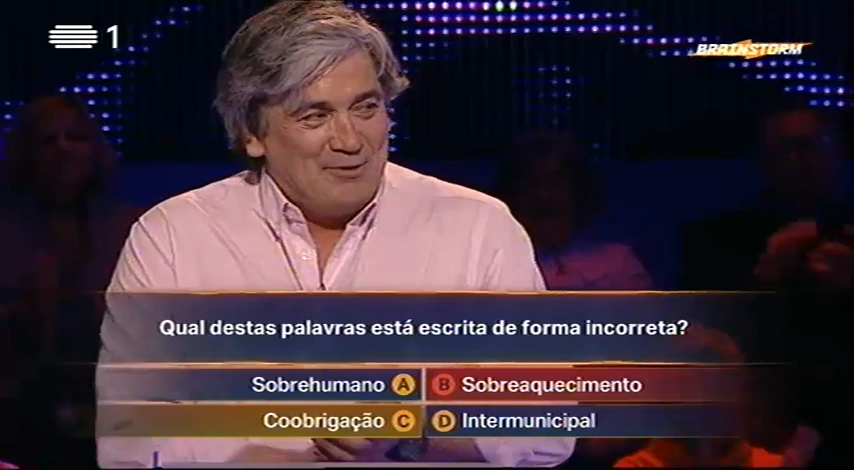 1
BRAINSTORM
Qual destas palavras está escrita de forma incorreta?
Sobrehumano A
B Sobreaquecimento
Coobrigação C
D Intermunicipal